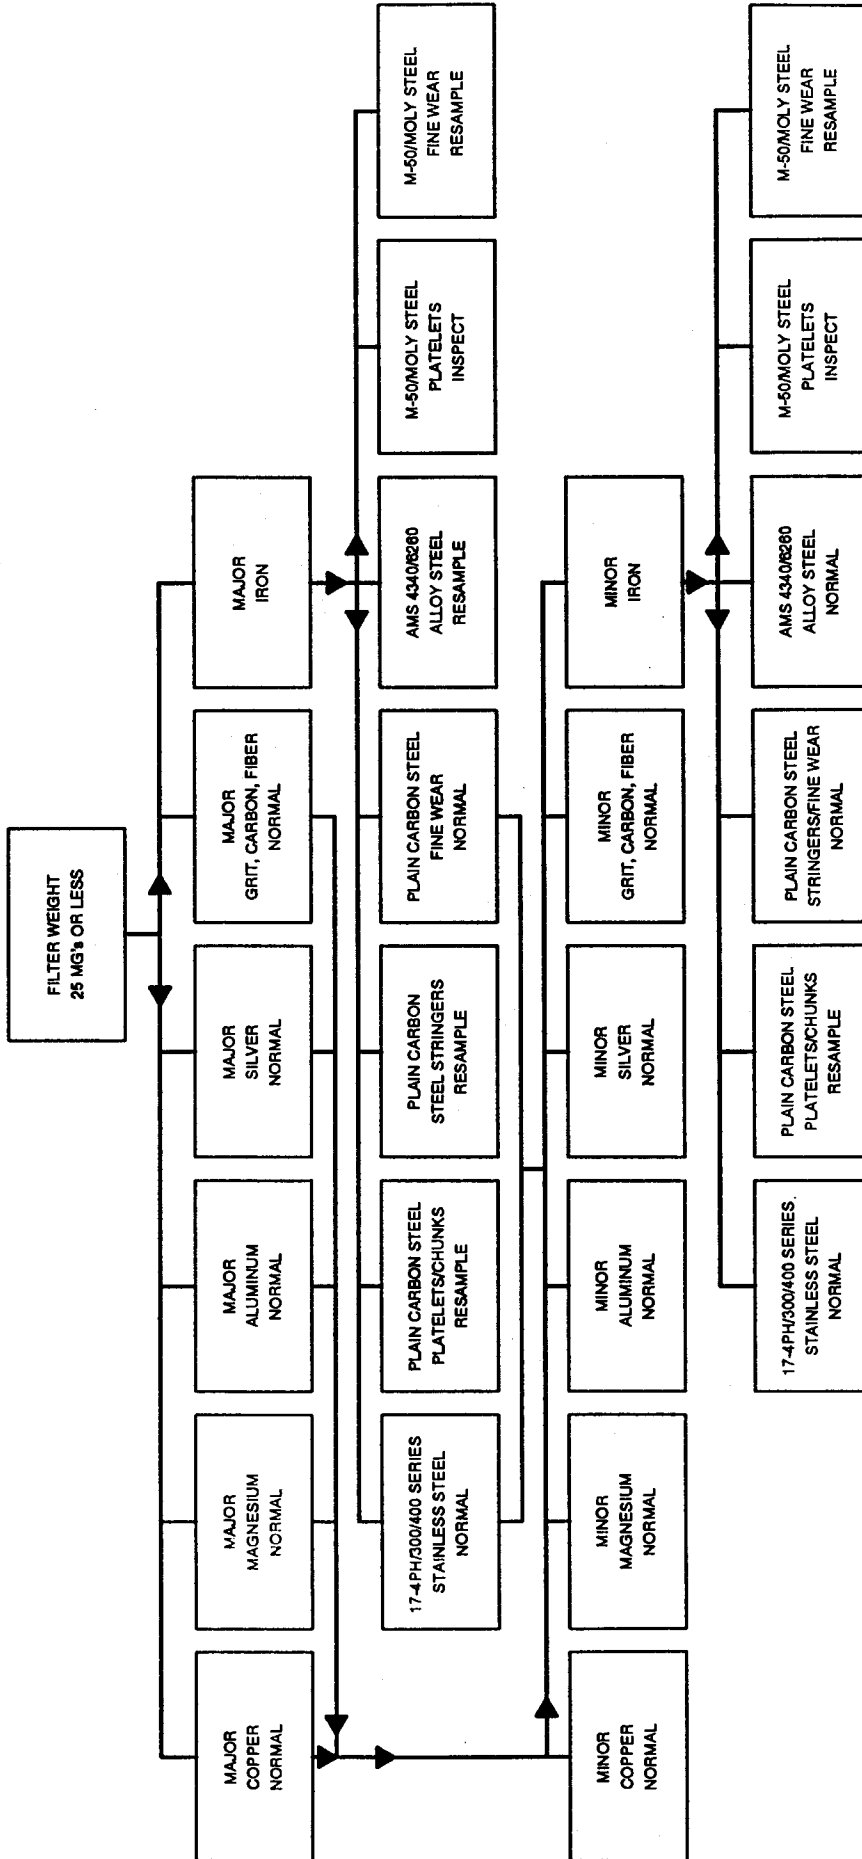 FILTER WEIGHT
25 MG's OR LESS
MAJOR
COPPER
NORMAL
MAJOR
MAGNESIUM
NORMAL
MAJOR
ALUMINUM
NORMAL
MAJOR
SILVER
NORMAL
MAJOR
GRIT, CARBON, FIBER
NORMAL
MAJOR
IRON
17-4PH/300/400 SERIES
STAINLESS STEEL
NORMAL
PLAIN CARBON STEEL
PLATELETS/CHUNKS
RESAMPLE
PLAIN CARBON
STEEL STRINGERS
RESAMPLE
PLAIN CARBON STEEL
FINE WEAR
NORMAL
AMS 4340/6260
ALLOY STEEL
RESAMPLE
M-50/MOLY STEEL
PLATELETS
INSPECT
M-50/MOLY STEEL
FINE WEAR
RESAMPLE
MINOR
COPPER
NORMAL
MINOR
MAGNESIUM
NORMAL
MINOR
ALUMINUM
NORMAL
MINOR
SILVER
NORMAL
MINOR
GRIT, CARBON, FIBER
NORMAL
MINOR
IRON
17-4PH/300/400 SERIES
STAINLESS STEEL
NORMAL
PLAIN CARBON STEEL
PLATELETS/CHUNKS
RESAMPLE
PLAIN CARBON STEEL
STRINGERS/FINE WEAR
NORMAL
AMS 4340/6260
ALLOY STEEL
NORMAL
M-50/MOLY STEEL
PLATELETS
INSPECT
M-50/MOLY STEEL
FINE WEAR
RESAMPLE